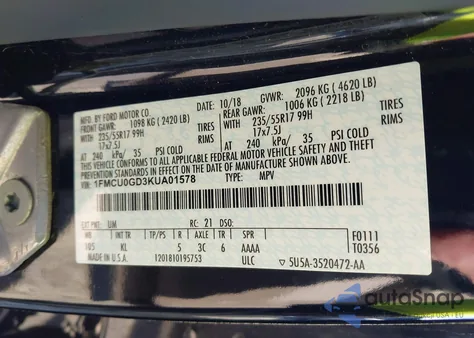 MFD. BY FORD MOTOR CO.
DATE: 10/18 GVWR: 2096 KG ( 4620 LB)
FRONT GAWR: 1098 KG ( 2420 LB) REAR GAWR: 1006 KG ( 2218 LB)
235/55R17 99H TIRES 235/55R17 99H TIRES
17x7.5J RIMS 17x7.5J RIMS
AT 240 kPa/ 35 PSI COLD AT 240 kPa/ 35 PSI COLD
THIS VEHICLE CONFORMS TO ALL APPLICABLE FEDERAL MOTOR VEHICLE SAFETY AND THEFT PREVENTION STANDARDS IN EFFECT ON THE DATE OF MANUFACTURE SHOWN ABOVE.
VIN: 1FMCU0GD3KUA01578 TYPE: MPV
EXT PNT: UM RC: 21 DSO: F0111
WB INT TR TP/PS R AXLE TR SPR T0356
105 KL 5 3C 6 AAAA
MADE IN U.S.A. 1201810195753 ULC 5U5A-3520472-AA
autoSnap